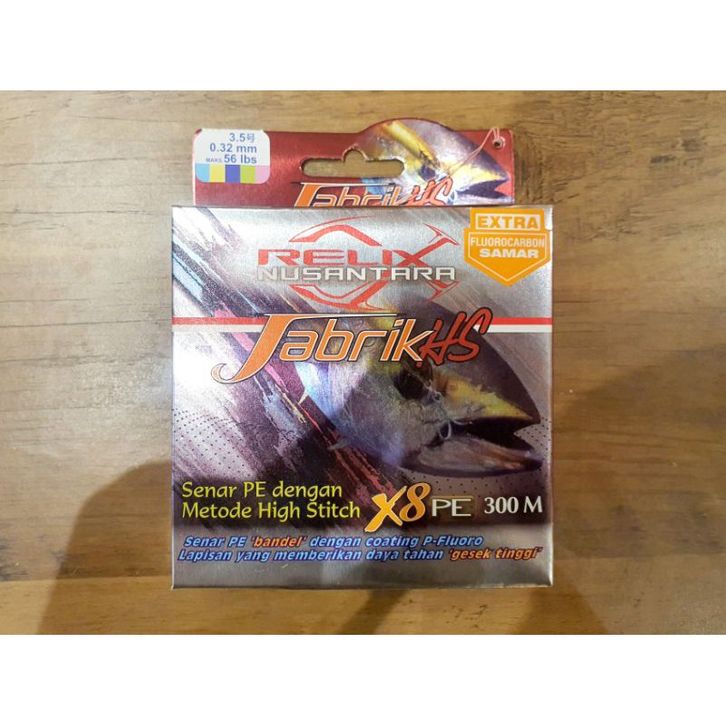 3.5号
0.32 mm
MAKS. 56 lbs
Jabrik HS
EXTRA
FLUOROCARBON
SAMAR
RELIX
NUSANTARA
Jabrik HS
Senar PE dengan
Metode High Stitch
X8 PE 300 M
Senar PE 'bandel' dengan coating P-Fluoro
Lapisan yang memberikan daya tahan 'gesek tinggi'